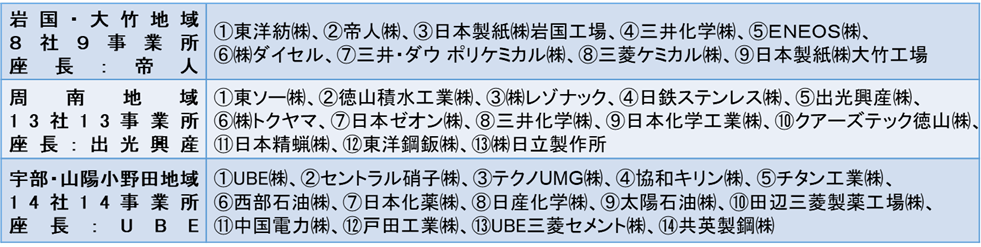 岩国・大竹地域
8社9事業所
座長：帝人
①東洋紡㈱、②帝人㈱、③日本製紙㈱岩国工場、④三井化学㈱、⑤ENEOS㈱、
⑥㈱ダイセル、⑦三井・ダウ ポリケミカル㈱、⑧三菱ケミカル㈱、⑨日本製紙㈱大竹工場
周南地域
13社13事業所
座長：出光興産
①東ソー㈱、②徳山積水工業㈱、③㈱レゾナック、④日鉄ステンレス㈱、⑤出光興産㈱、
⑥㈱トクヤマ、⑦日本ゼオン㈱、⑧三井化学㈱、⑨日本化学工業㈱、⑩クアーズテック徳山㈱、
⑪日本精蝋㈱、⑫東洋鋼鈑㈱、⑬㈱日立製作所
宇部・山陽小野田地域
14社14事業所
座長：UBE
①UBE㈱、②セントラル硝子㈱、③テクノUMG㈱、④協和キリン㈱、⑤チタン工業㈱、
⑥西部石油㈱、⑦日本化薬㈱、⑧日産化学㈱、⑨太陽石油㈱、⑩田辺三菱製薬工場㈱、
⑪中国電力㈱、⑫戸田工業㈱、⑬UBE三菱セメント㈱、⑭共英製鋼㈱